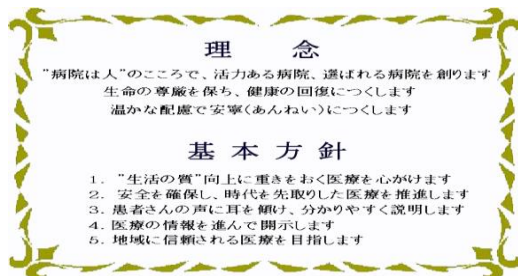 理　念
"病院は人"のこころで、活力ある病院、選ばれる病院を創ります
生命の尊厳を保ち、健康の回復につくします
温かな配慮で安寧(あんねい)につくします
基本方針
1. "生活の質"向上に重きをおく医療を心がけます
2. 安全を確保し、時代を先取りした医療を推進します
3. 患者さんの声に耳を傾け、分かりやすく説明します
4. 医療の情報を進んで開示します
5. 地域に信頼される医療を目指します